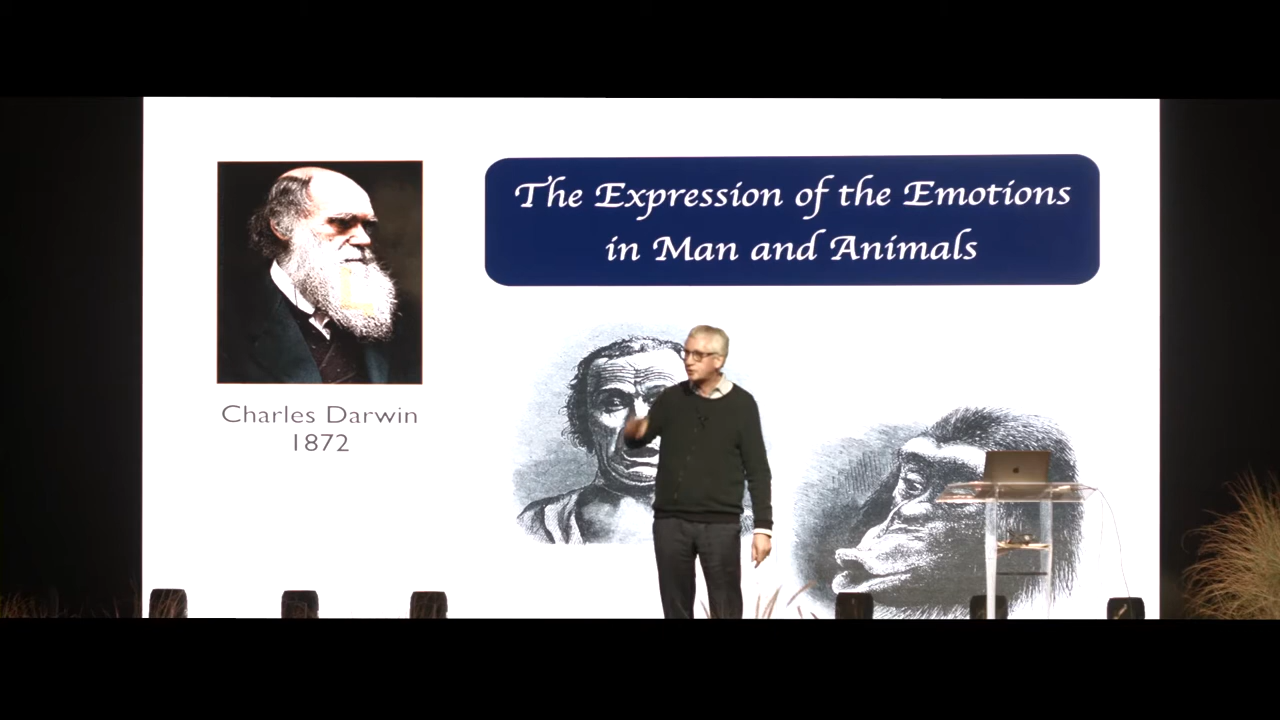 The Expression of the Emotions
in Man and Animals
Charles Darwin
1872